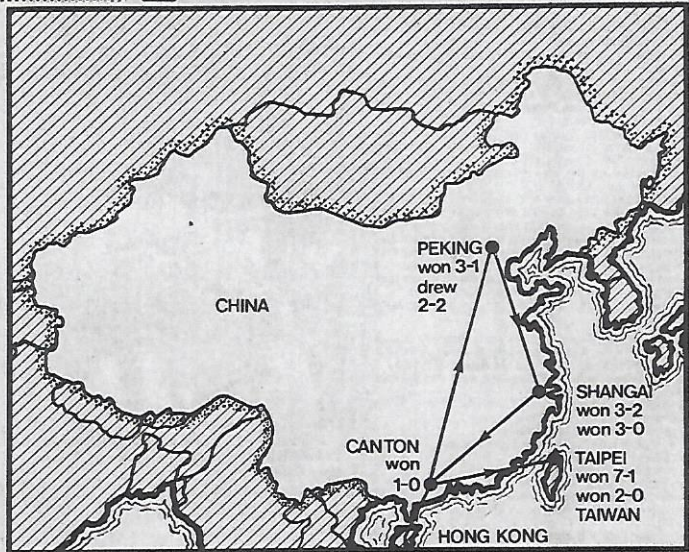 PEKING
won 3-1
drew
2-2
CHINA
SHANGAI
won 3-2
won 3-0
CANTON
won
1-0
TAIPEI
won 7-1
won 2-0
TAIWAN
HONG KONG